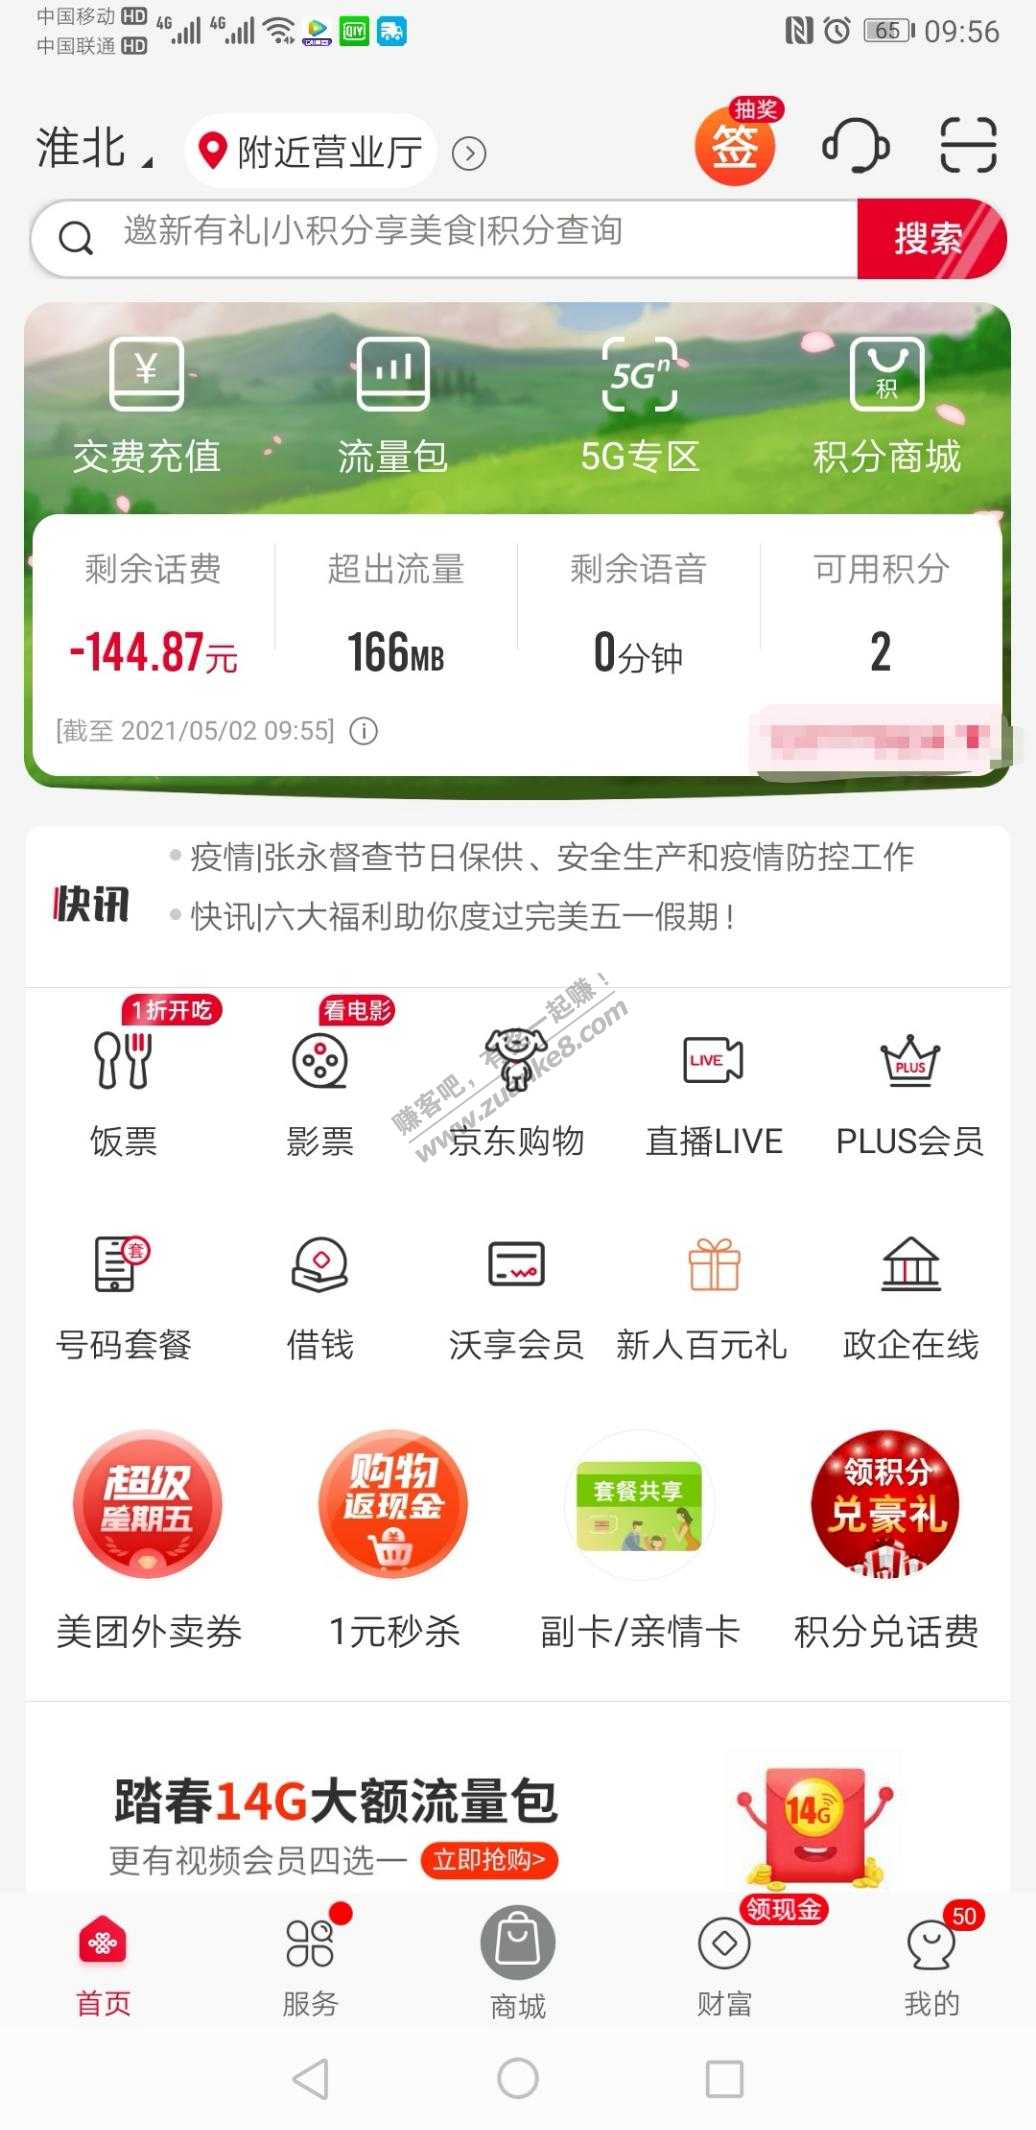 中国移动 HD 4G 4G
中国联通 HD
QIY
65
09:56
淮北
附近营业厅
抽奖
签
邀新有礼|小积分享美食|积分查询
搜索
¥
5Gⁿ
积
交费充值
流量包
5G专区
积分商城
剩余话费
超出流量
剩余语音
可用积分
-144.87元
166MB
0分钟
2
[截至 2021/05/02 09:55]
快讯
疫情|张永督查节日保供、安全生产和疫情防控工作
快讯|六大福利助你度过完美五一假期!
赚客吧，有奖一起赚！
www.zuanke8.com
1折开吃
看电影
LIVE
PLUS
饭票
影票
京东购物
直播LIVE
PLUS会员
套
号码套餐
借钱
沃享会员
新人百元礼
政企在线
超级
星期五
购物
返现金
¥
套餐共享
领积分
兑豪礼
美团外卖券
1元秒杀
副卡/亲情卡
积分兑话费
踏春14G大额流量包
更有视频会员四选一
立即抢购>
14G
领现金
50
首页
服务
商城
财富
我的